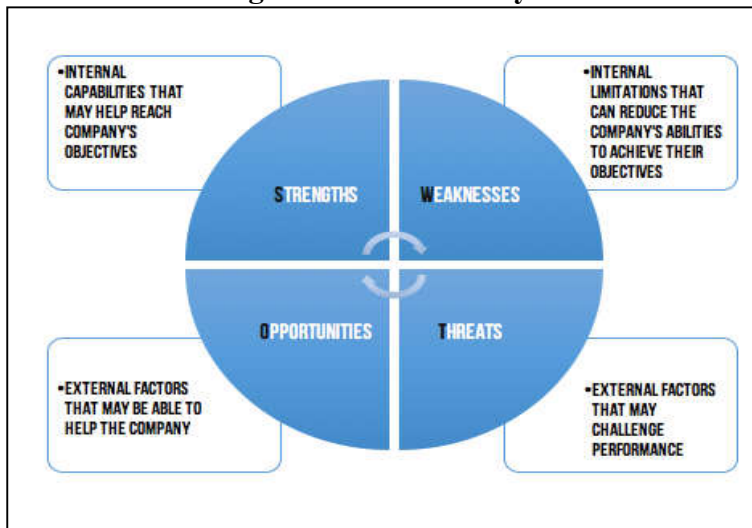 •INTERNAL
CAPABILITIES THAT
MAY HELP REACH
COMPANY'S
OBJECTIVES
•INTERNAL
LIMITATIONS THAT
CAN REDUCE THE
COMPANY'S ABILITIES
TO ACHIEVE THEIR
OBJECTIVES
STRENGTHS
WEAKNESSES
OPPORTUNITIES
THREATS
•EXTERNAL FACTORS
THAT MAY BE ABLE TO
HELP THE COMPANY
•EXTERNAL FACTORS
THAT MAY
CHALLENGE
PERFORMANCE